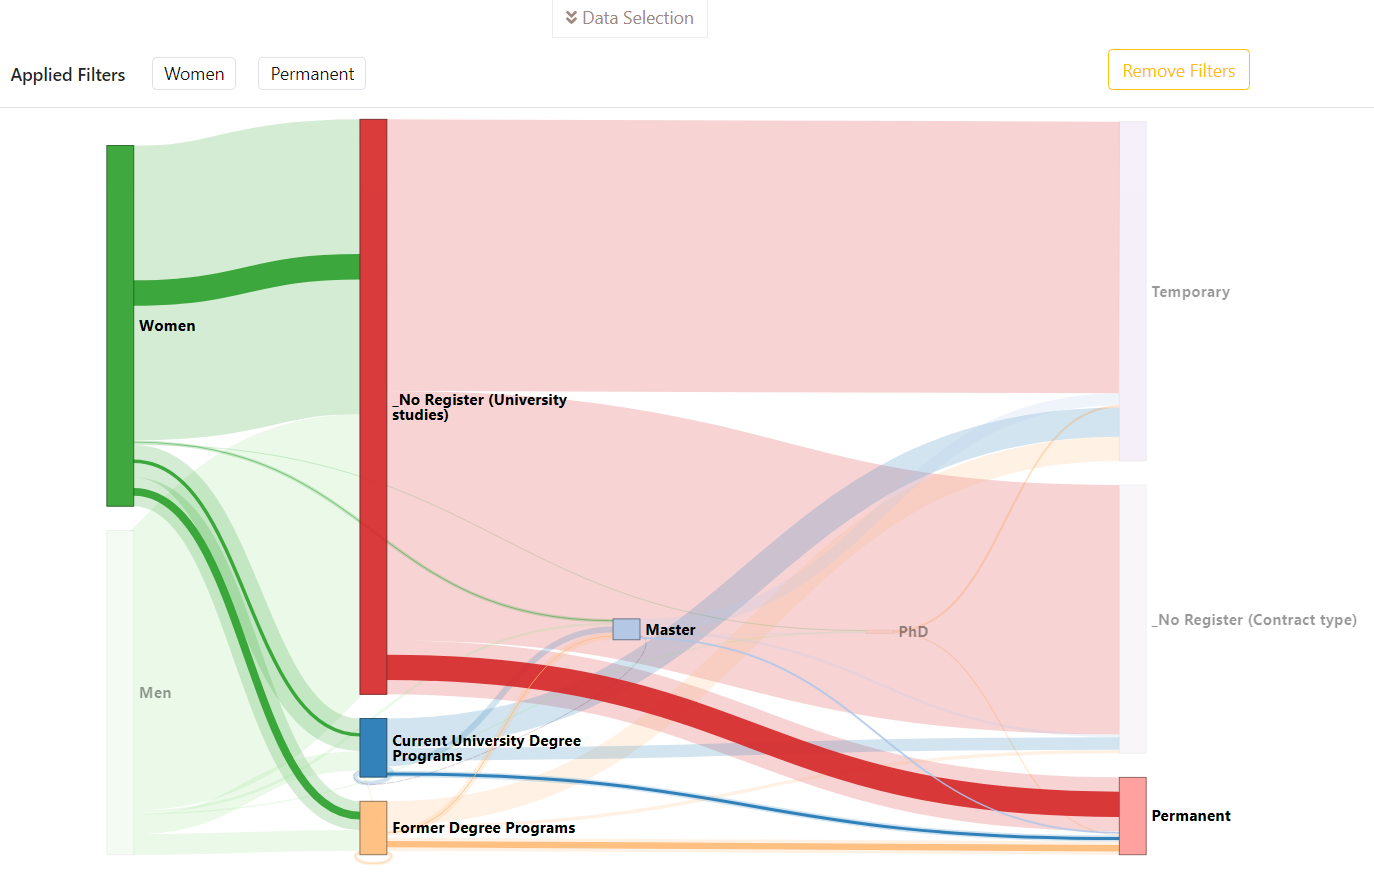 Data Selection
Applied Filters
Women
Permanent
Remove Filters
Temporary
Women
_No Register (University
studies)
_No Register (Contract type)
Master
PhD
Men
Current University Degree
Programs
Permanent
Former Degree Programs